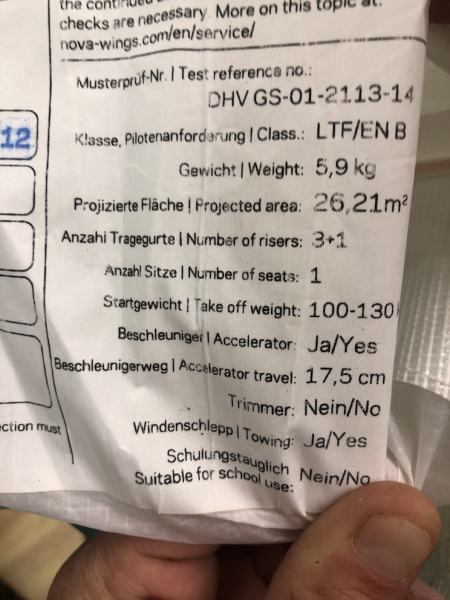 the continued
checks are necessary. More on this topic at:
nova-wings.com/en/service/
Musterprüf-Nr. | Test reference no.:
DHV GS-01-2113-14
12
Klasse, Pilotenanforderung | Class.: LTF/EN B
Gewicht | Weight: 5,9 kg
Projizierte Fläche | Projected area: 26,21m²
Anzahl Tragegurte | Number of risers: 3+1
Anzahl Sitze | Number of seats: 1
Startgewicht | Take off weight: 100-130
Beschleuniger | Accelerator: Ja/Yes
Beschleunigerweg | Accelerator travel: 17,5 cm
Trimmer: Nein/No
ection must
Windenschlepp | Towing: Ja/Yes
Schulungstauglich
Suitable for school use: Nein/No